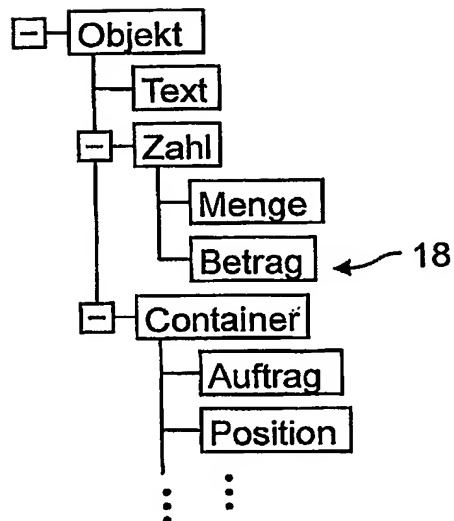 Objekt
Text
Zahl
Menge
Betrag
18
Container
Auftrag
Position